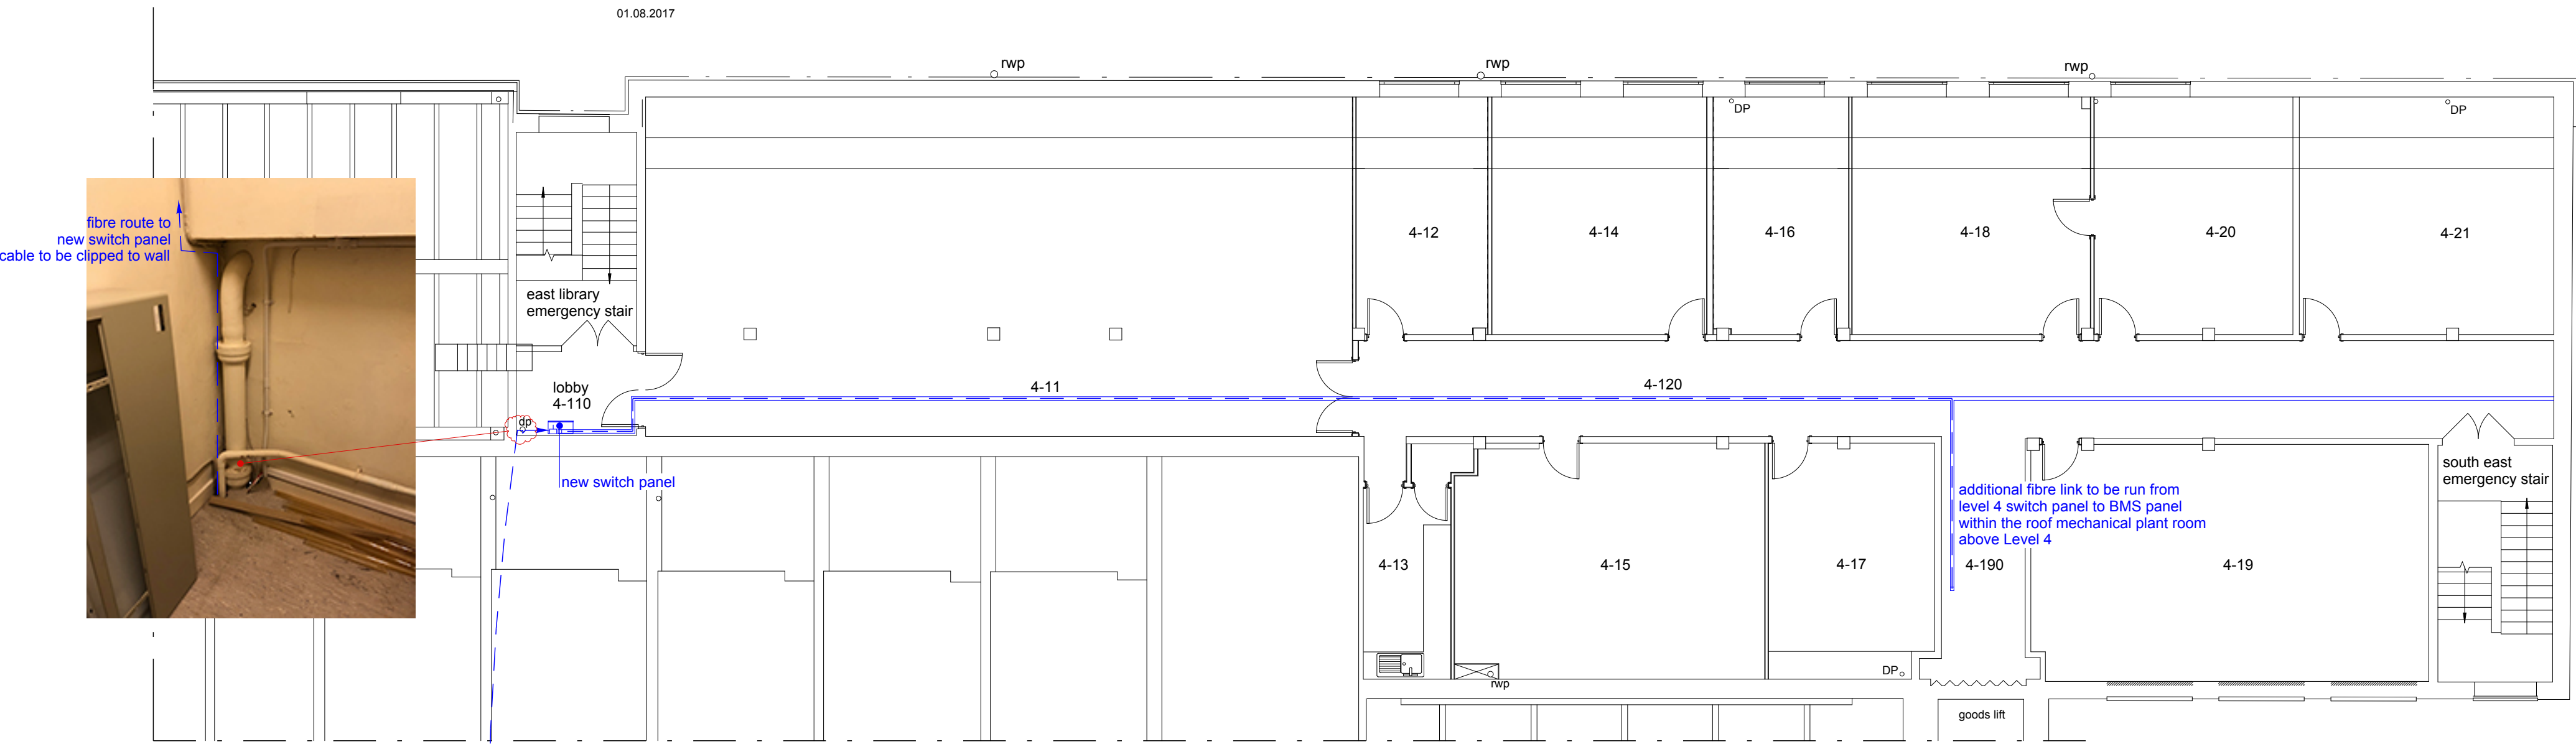 01.08.2017
rwp
rwp
rwp
DP
DP
fibre route to
new switch panel
cable to be clipped to wall
4-12
4-14
4-16
4-18
4-20
4-21
east library
emergency stair
lobby
4-110
4-11
4-120
dp
new switch panel
south east
emergency stair
additional fibre link to be run from
level 4 switch panel to BMS panel
within the roof mechanical plant room
above Level 4
4-13
4-15
4-17
4-190
4-19
DP
rwp
goods lift